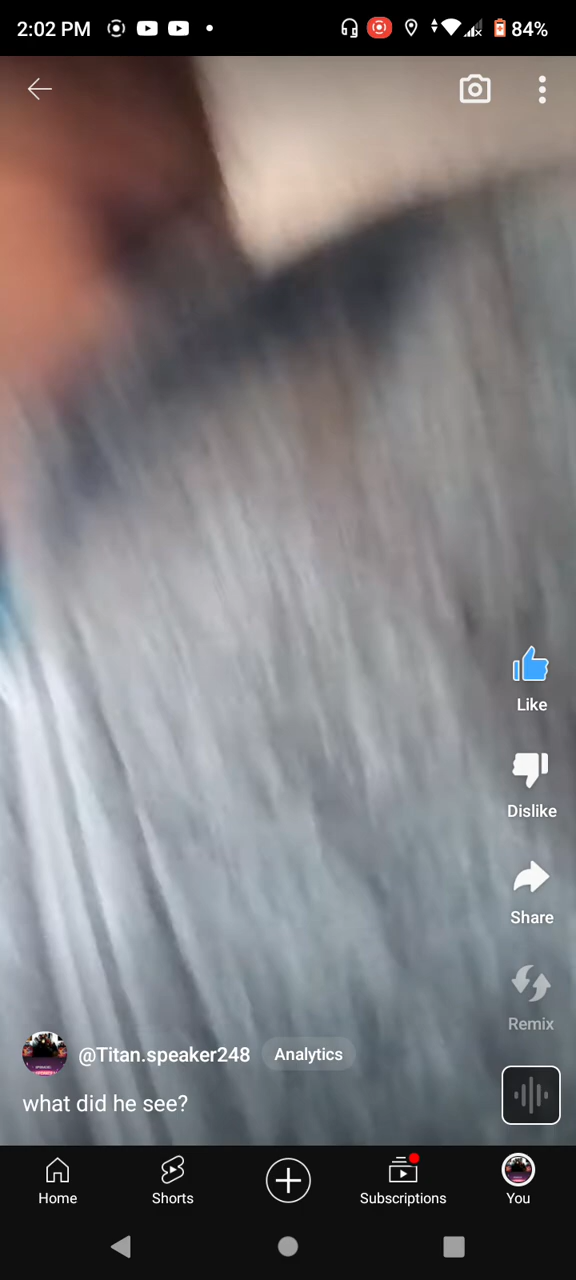 2:02 PM
84%
Like
Dislike
Share
Remix
@Titan.speaker248 Analytics
what did he see?
Home Shorts Subscriptions You